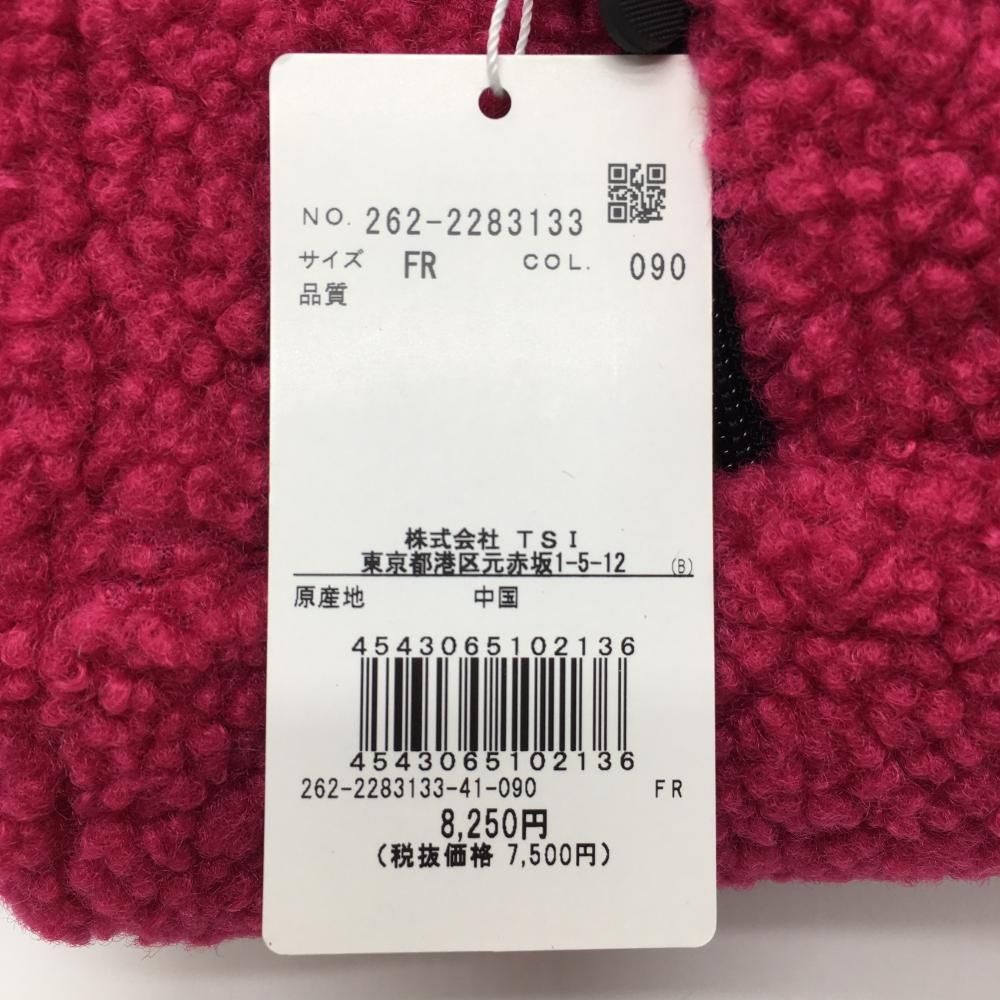 NO. 262-2283133
サイズ FR COL. 090
品質
株式会社 TSI
東京都港区元赤坂1-5-12 (B)
原産地 中国
4543065102136
4543065102136
262-2283133-41-090 FR
8,250円
(税抜価格 7,500円)